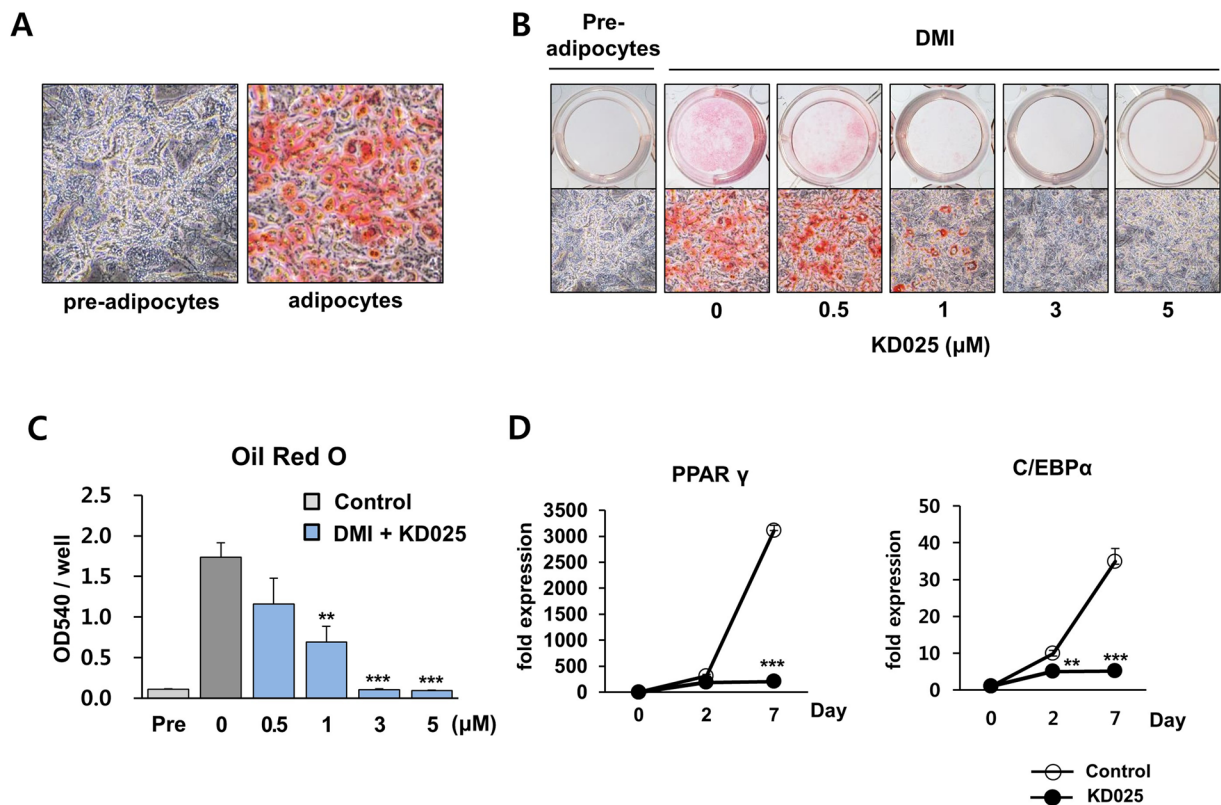 A
pre-adipocytes
adipocytes
B
Pre-
adipocytes
DMI
0
0.5
1
3
5
KD025 (μM)
C
Oil Red O
Control
DMI + KD025
OD540 / well
2.5
2.0
1.5
1.0
0.5
0.0
**
***
***
Pre
0
0.5
1
3
5
(μM)
D
PPAR γ
fold expression
3500
3000
2500
2000
1500
1000
500
0
***
0
2
7
Day
C/EBPα
fold expression
50
40
30
20
10
0
**
***
0
2
7
Day
Control
KD025